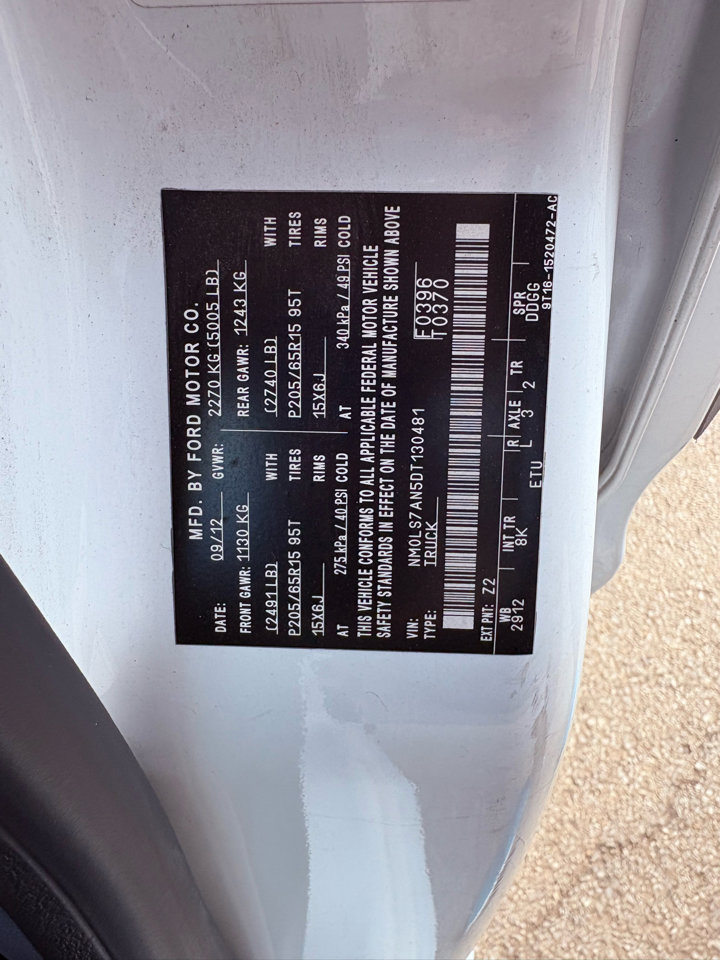 MFD. BY FORD MOTOR CO.
DATE: 09/12 GVWR: 2270 KG (5005 LB)
FRONT GAWR: 1130 KG REAR GAWR: 1243 KG
(2491 LB) WITH (2740 LB) WITH
P205/65R15 95T TIRES P205/65R15 95T TIRES
15X6J RIMS 15X6J RIMS
AT 275 kPa / 40 PSI COLD AT 340 kPa / 49 PSI COLD
THIS VEHICLE CONFORMS TO ALL APPLICABLE FEDERAL MOTOR VEHICLE
SAFETY STANDARDS IN EFFECT ON THE DATE OF MANUFACTURE SHOWN ABOVE
VIN: NM0LS7AN5DT130481 F0396
TYPE: TRUCK T0370
EXT PNT: Z2
WB INT TR R AXLE TR SPR
2912 8K L 3 2 DDGG
ETU 9T16-1520472-AC